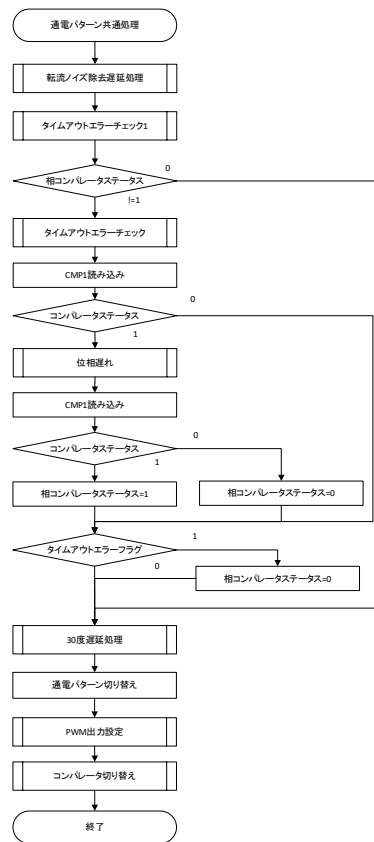 通電パターン共通処理
転流ノイズ除去遅延処理
タイムアウトエラーチェック1
0
相コンパレータステータス
!=1
タイムアウトエラーチェック
CMP1読み込み
0
コンパレータステータス
1
位相遅れ
CMP1読み込み
0
コンパレータステータス
1
相コンパレータステータス=1
相コンパレータステータス=0
1
タイムアウトエラーフラグ
0
相コンパレータステータス=0
30度遅延処理
通電パターン切り替え
PWM出力設定
コンパレータ切り替え
終了